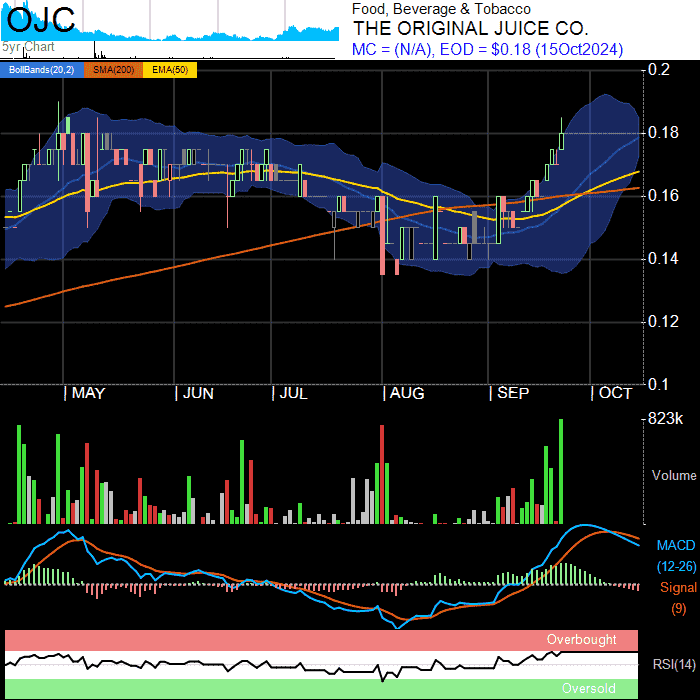 OJC
5yr Chart
Food, Beverage & Tobacco
THE ORIGINAL JUICE CO.
MC = (N/A), EOD = $0.18 (15Oct2024)
BollBands(20,2) SMA(200) EMA(50)
0.2
0.18
0.16
0.14
0.12
0.1
| MAY | JUN | JUL | AUG | SEP | OCT
823k
Volume
MACD
(12-26)
Signal
(9)
Overbought
RSI(14)
Oversold